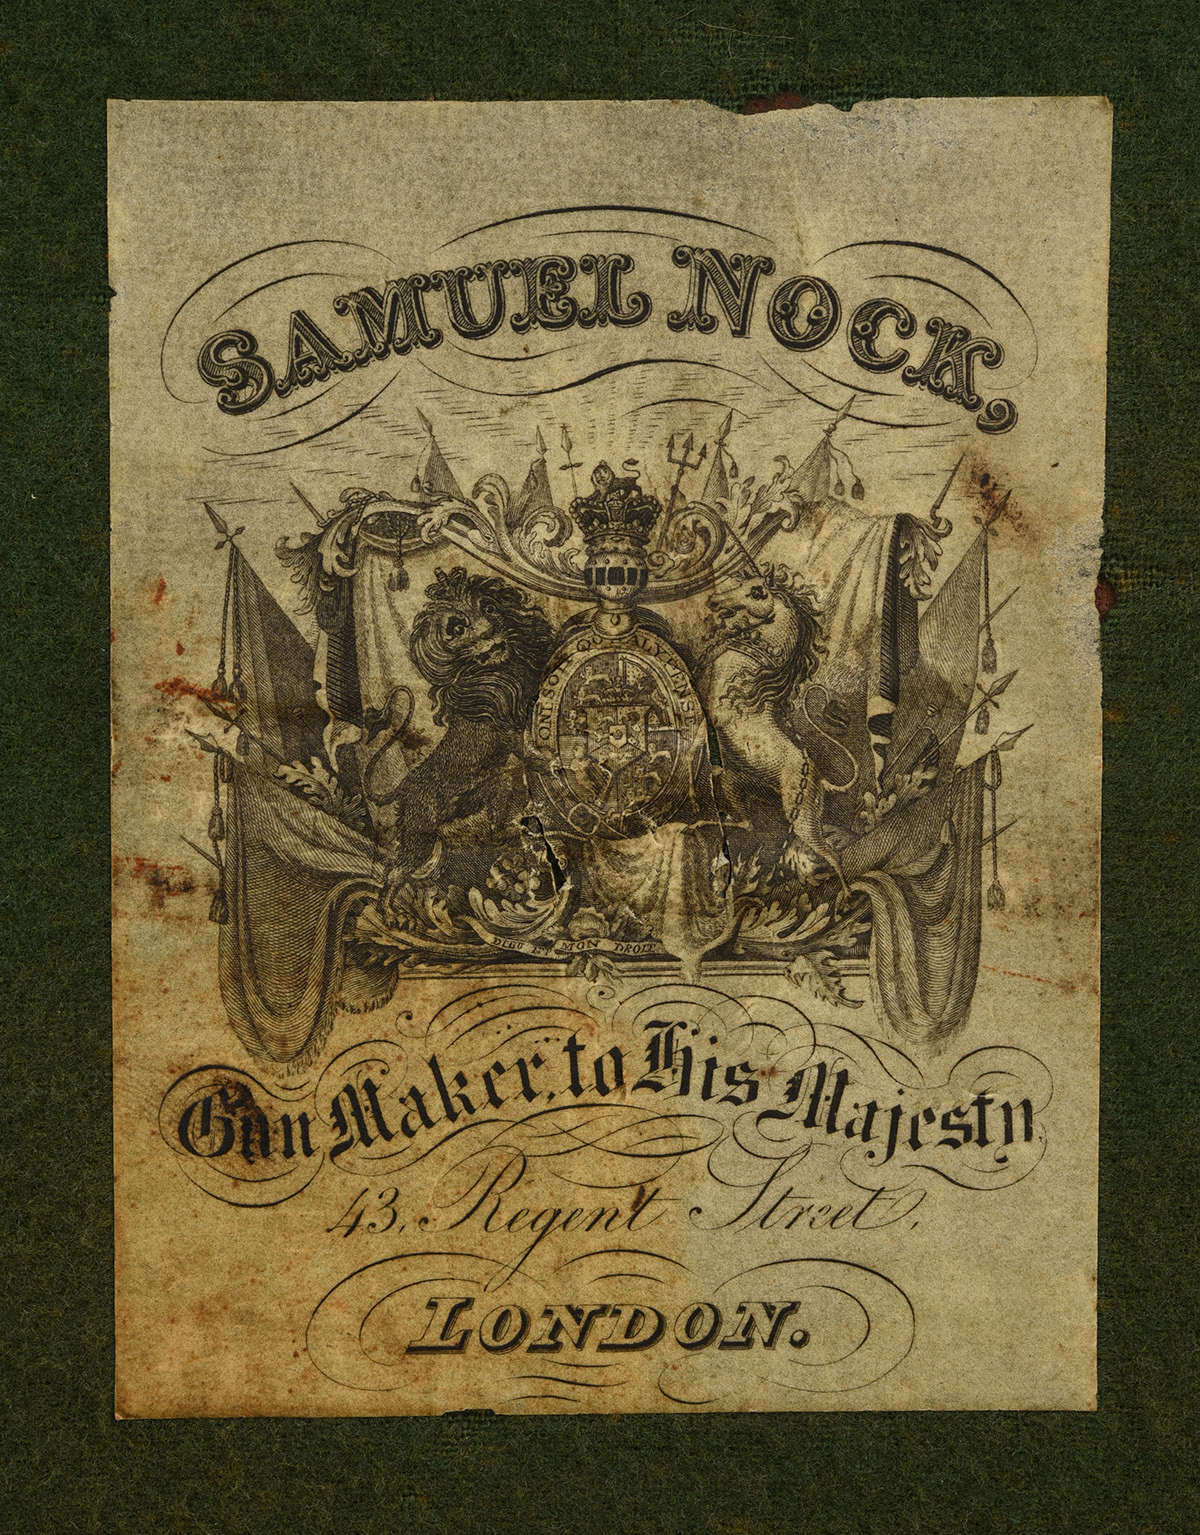 SAMUEL NOCK,
HONI SOIT QUI MAL Y PENSE
DIEU ET MON DROIT
Gun Maker, to His Majesty.
43, Regent Street,
LONDON.